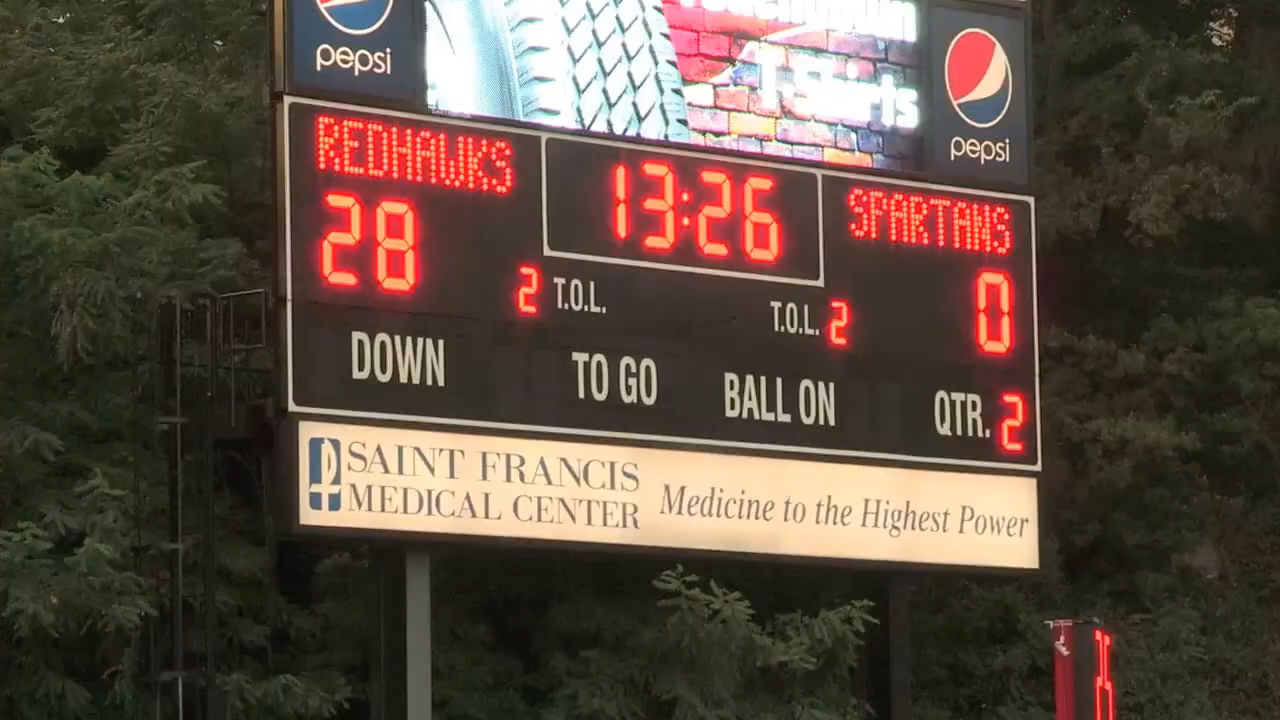 pepsi
T-Shirts
pepsi
REDHAWKS
13:26
SPARTANS
28
0
2 T.O.L.
T.O.L. 2
DOWN
TO GO
BALL ON
QTR. 2
SAINT FRANCIS
MEDICAL CENTER
Medicine to the Highest Power